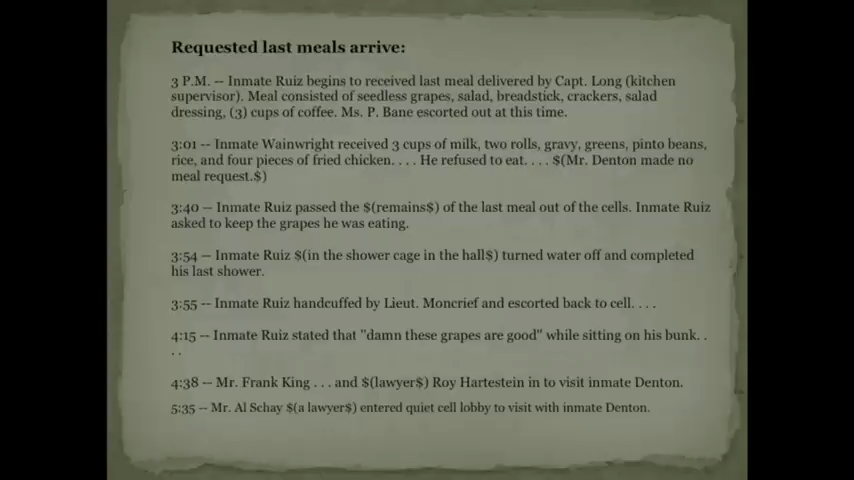 Requested last meals arrive:
3 P.M. -- Inmate Ruiz begins to received last meal delivered by Capt. Long (kitchen
supervisor). Meal consisted of seedless grapes, salad, breadstick, crackers, salad
dressing, (3) cups of coffee. Ms. P. Bane escorted out at this time.
3:01 -- Inmate Wainwright received 3 cups of milk, two rolls, gravy, greens, pinto beans,
rice, and four pieces of fried chicken. . . . He refused to eat. . . . $(Mr. Denton made no
meal request.$)
3:40 -- Inmate Ruiz passed the $(remains$) of the last meal out of the cells. Inmate Ruiz
asked to keep the grapes he was eating.
3:54 -- Inmate Ruiz $(in the shower cage in the hall$) turned water off and completed
his last shower.
3:55 -- Inmate Ruiz handcuffed by Lieut. Moncrief and escorted back to cell. . . .
4:15 -- Inmate Ruiz stated that "damn these grapes are good" while sitting on his bunk. .
. .
4:38 -- Mr. Frank King . . . and $(lawyer$) Roy Hartestein in to visit inmate Denton.
5:35 -- Mr. Al Schay $(a lawyer$) entered quiet cell lobby to visit with inmate Denton.